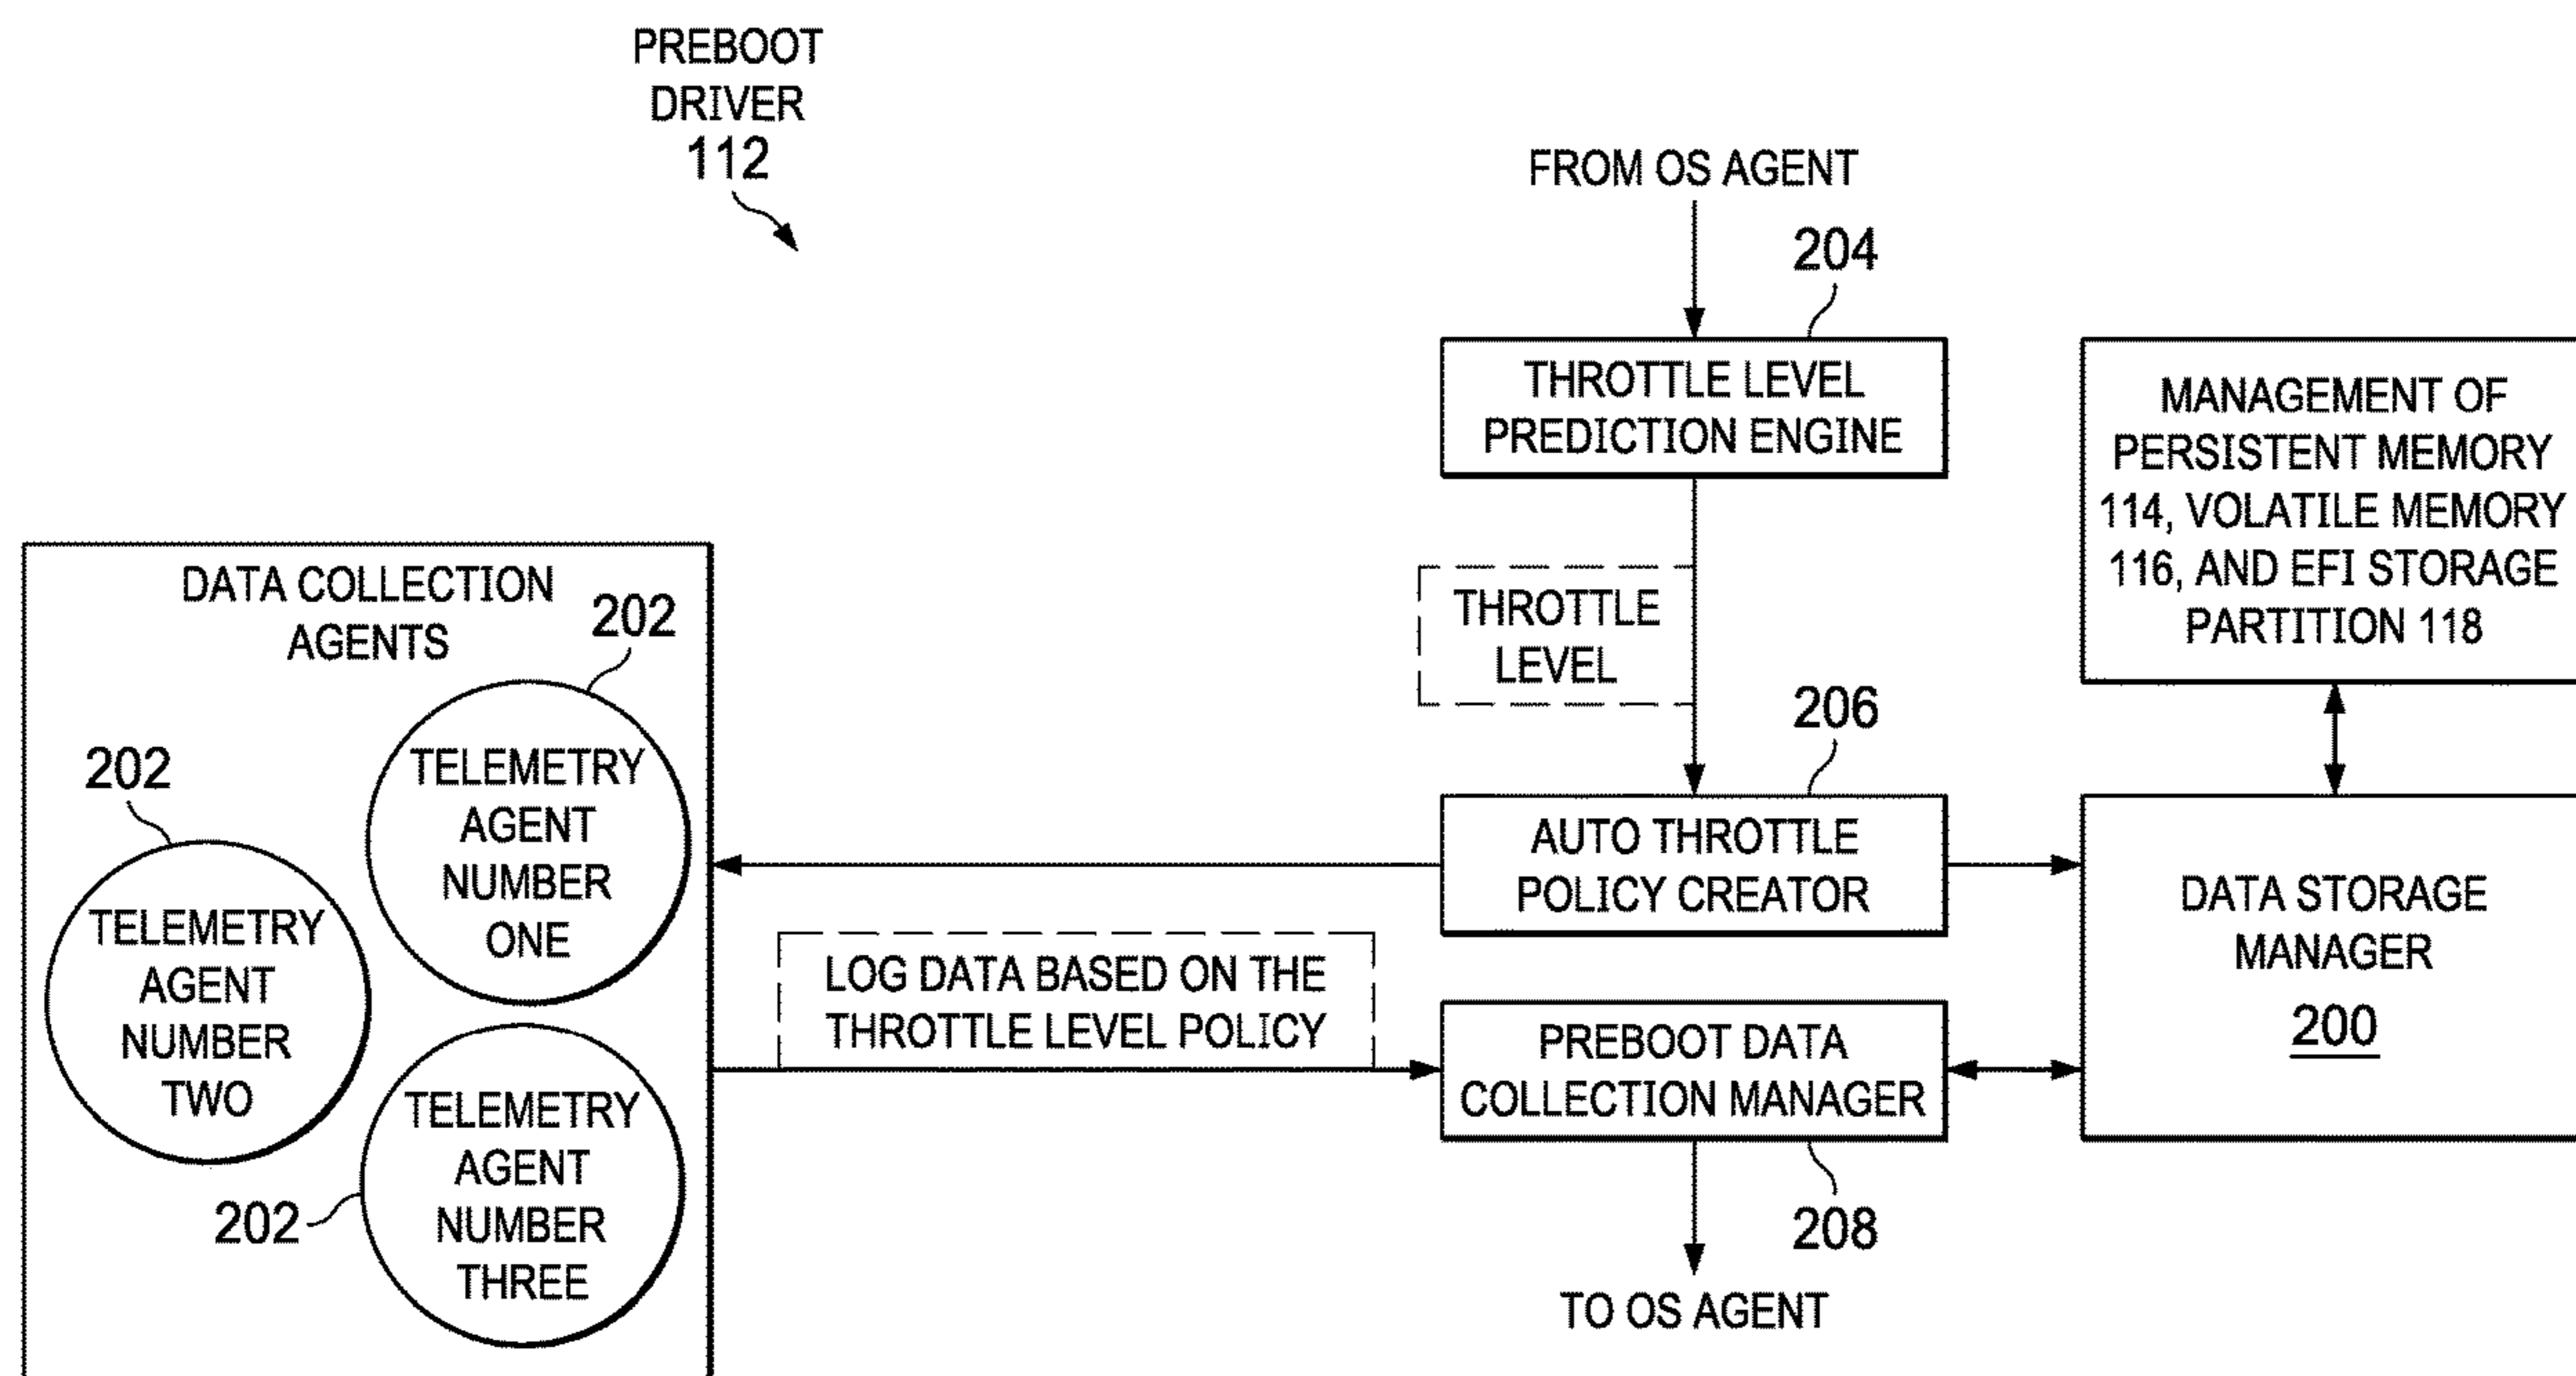 PREBOOT
DRIVER
112
FROM OS AGENT
204
THROTTLE LEVEL
PREDICTION ENGINE
MANAGEMENT OF
PERSISTENT MEMORY
114, VOLATILE MEMORY
116, AND EFI STORAGE
PARTITION 118
THROTTLE
LEVEL
DATA COLLECTION
AGENTS
202
TELEMETRY
AGENT
NUMBER
ONE
202
TELEMETRY
AGENT
NUMBER
TWO
202
TELEMETRY
AGENT
NUMBER
THREE
206
AUTO THROTTLE
POLICY CREATOR
LOG DATA BASED ON THE
THROTTLE LEVEL POLICY
PREBOOT DATA
COLLECTION MANAGER
208
DATA STORAGE
MANAGER
200
TO OS AGENT